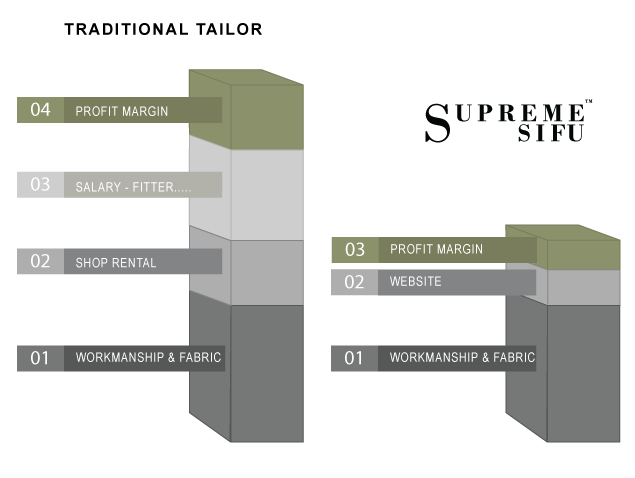 TRADITIONAL TAILOR
04 PROFIT MARGIN
03 SALARY - FITTER.....
02 SHOP RENTAL
01 WORKMANSHIP & FABRIC
SUPREME™
SIFU
03 PROFIT MARGIN
02 WEBSITE
01 WORKMANSHIP & FABRIC